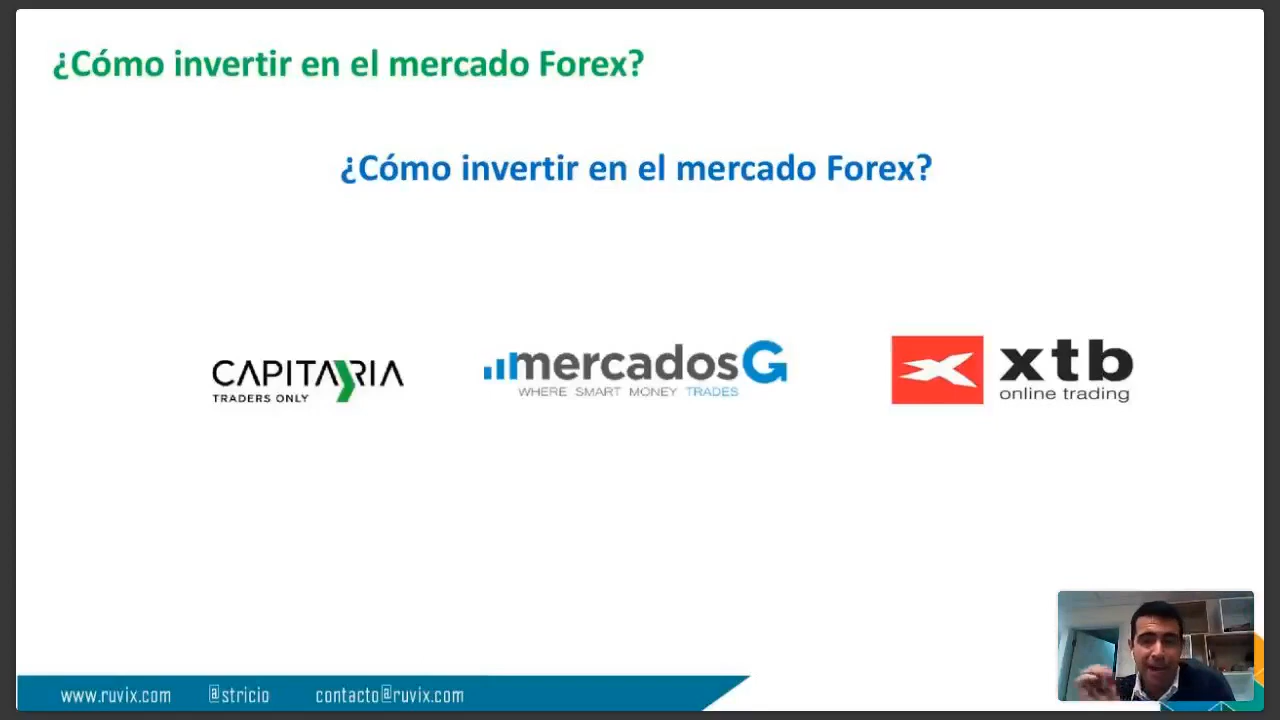 ¿Cómo invertir en el mercado Forex?
¿Cómo invertir en el mercado Forex?
CAPITARIA
TRADERS ONLY
mercadosG
WHERE SMART MONEY TRADES
xtb
online trading
www.ruvix.com @stricio contacto@ruvix.com